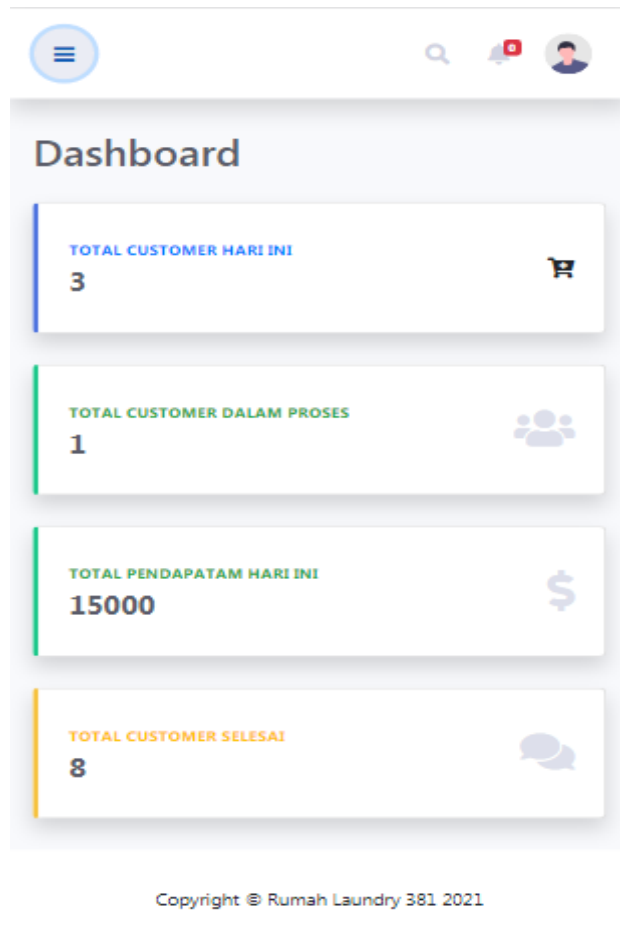 0
Dashboard
TOTAL CUSTOMER HARI INI
3
TOTAL CUSTOMER DALAM PROSES
1
TOTAL PENDAPATAM HARI INI
15000
$
TOTAL CUSTOMER SELESAI
8
Copyright © Rumah Laundry 381 2021